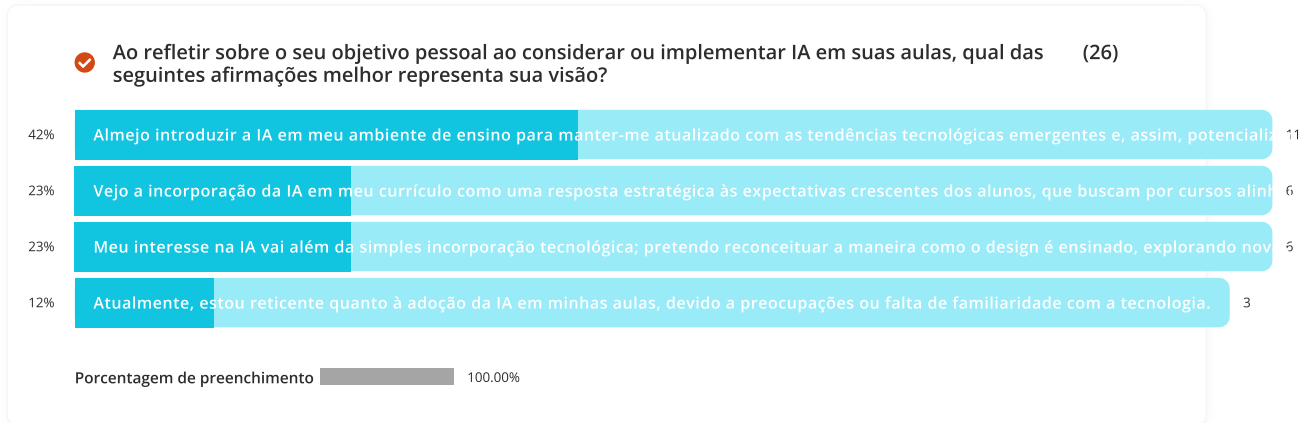 Ao refletir sobre o seu objetivo pessoal ao considerar ou implementar IA em suas aulas, qual das (26)
seguintes afirmações melhor representa sua visão?
42% Almejo introduzir a IA em meu ambiente de ensino para manter-me atualizado com as tendências tecnológicas emergentes e, assim, 11
23% Vejo a incorporação da IA em meu currículo como uma resposta estratégica às expectativas crescentes dos alunos, que buscam por cursos 6
23% Meu interesse na IA vai além da simples incorporação tecnológica; pretendo reconceituar a maneira como o design é ensinado, explorando 6
12% Atualmente, estou reticente quanto à adoção da IA em minhas aulas, devido a preocupações ou falta de familiaridade com a tecnologia. 3
Porcentagem de preenchimento 100.00%